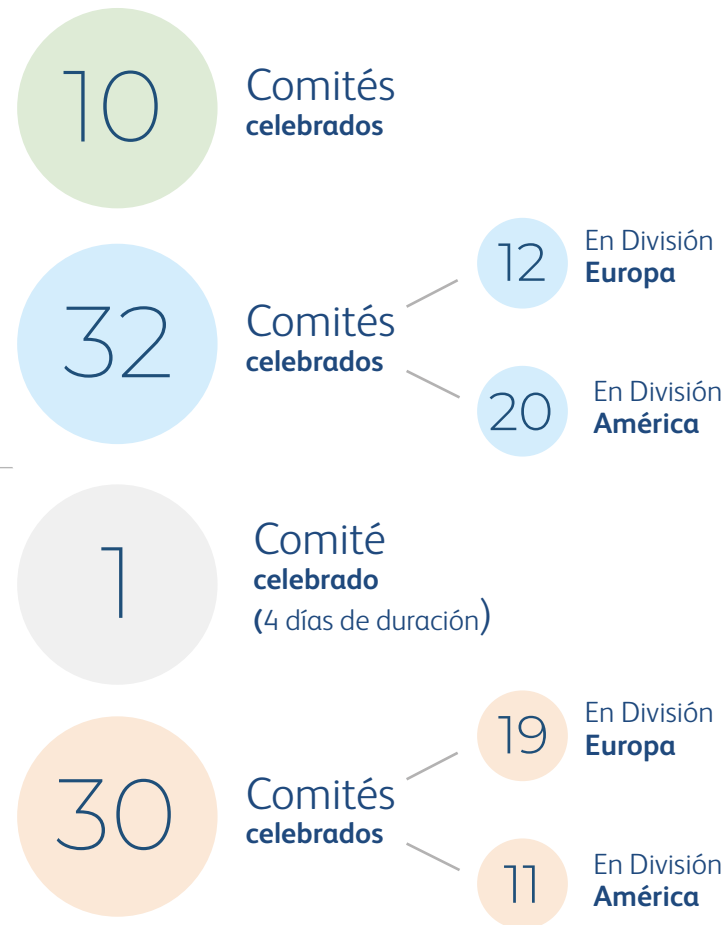 10
Comités
celebrados
32
Comités
celebrados
12
En División
Europa
20
En División
América
1
Comité
celebrado
(4 días de duración)
30
Comités
celebrados
19
En División
Europa
11
En División
América